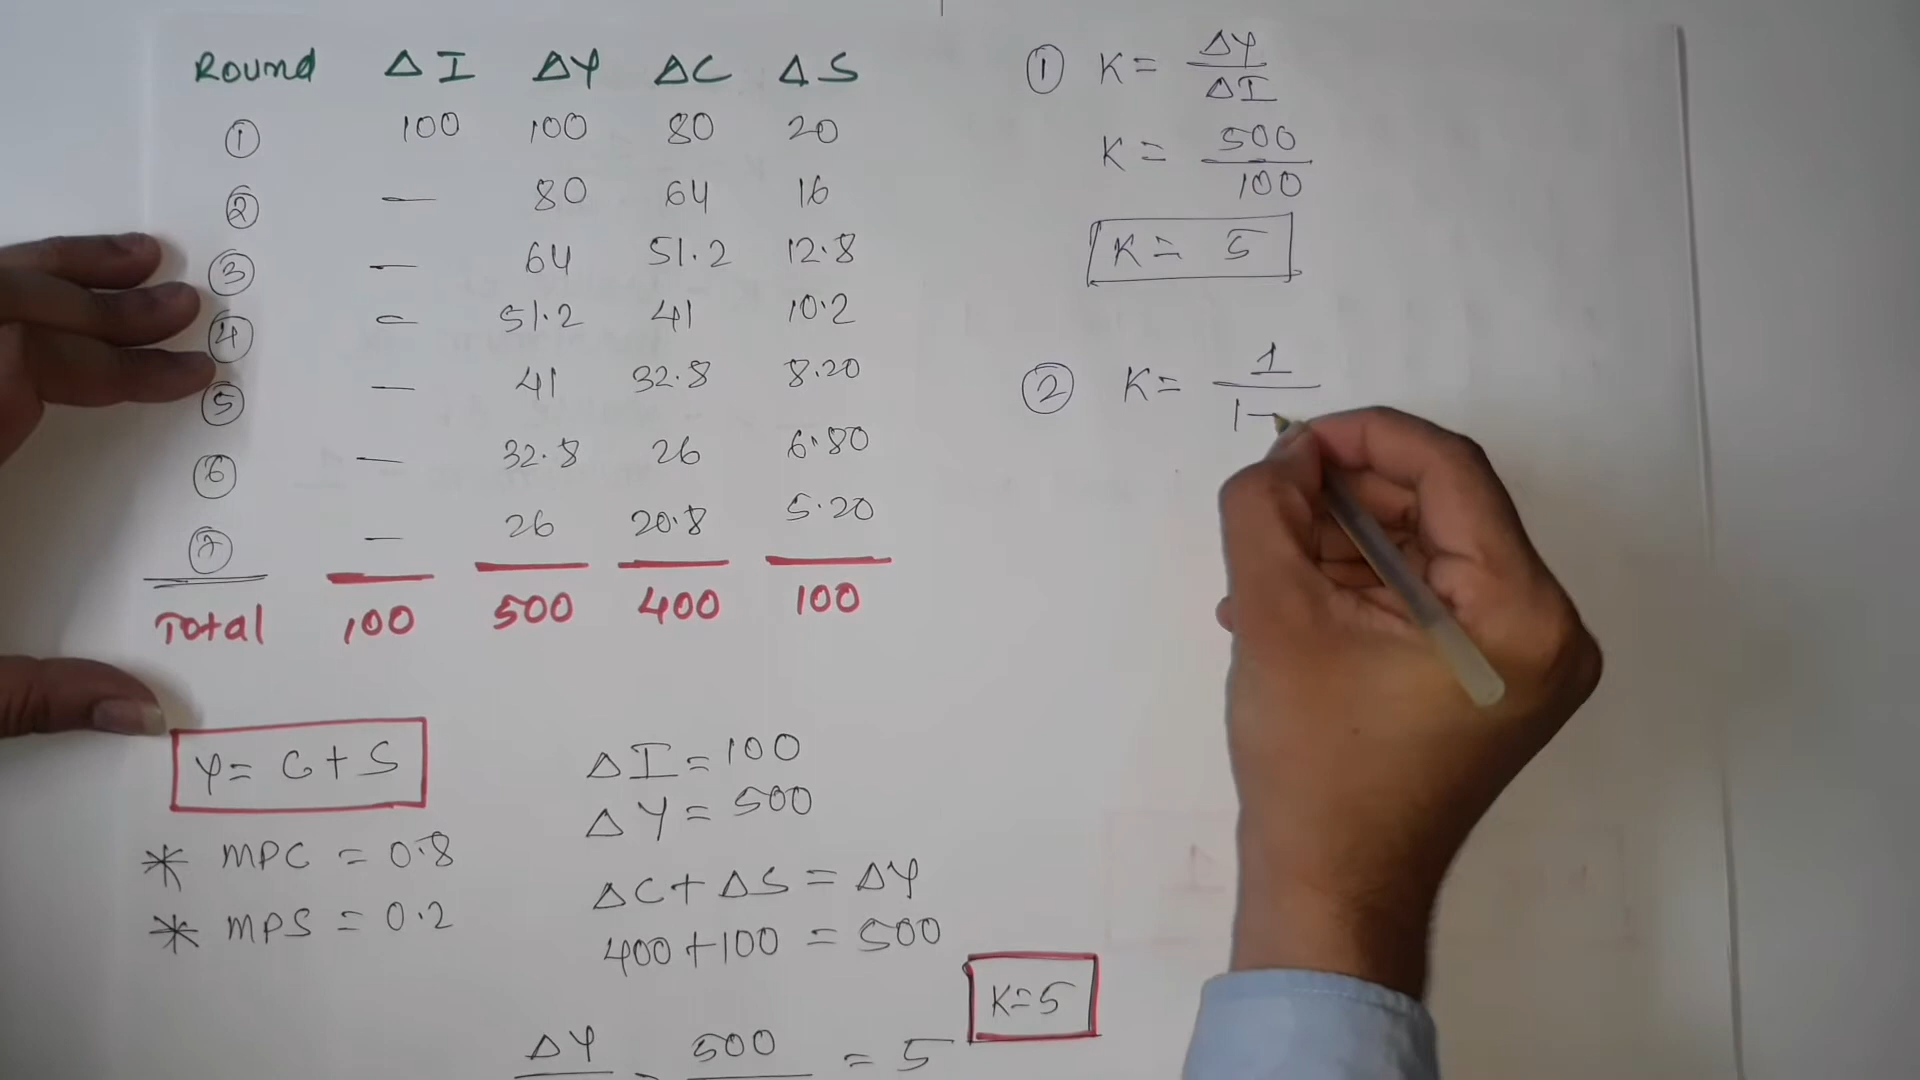 Round ΔI ΔY ΔC ΔS
① 100 100 80 20
② — 80 64 16
③ — 64 51.2 12.8
④ — 51.2 41 10.2
⑤ — 41 32.8 8.20
⑥ — 32.8 26 6.80
⑦ — 26 20.8 5.20
Total 100 500 400 100
Y = C + S
* MPC = 0.8
* MPS = 0.2
ΔI = 100
ΔY = 500
ΔC + ΔS = ΔY
400 + 100 = 500
ΔY 500 = 5
K=5
① K = ΔY
ΔI
K = 500
100
K = 5
② K = 1
1-